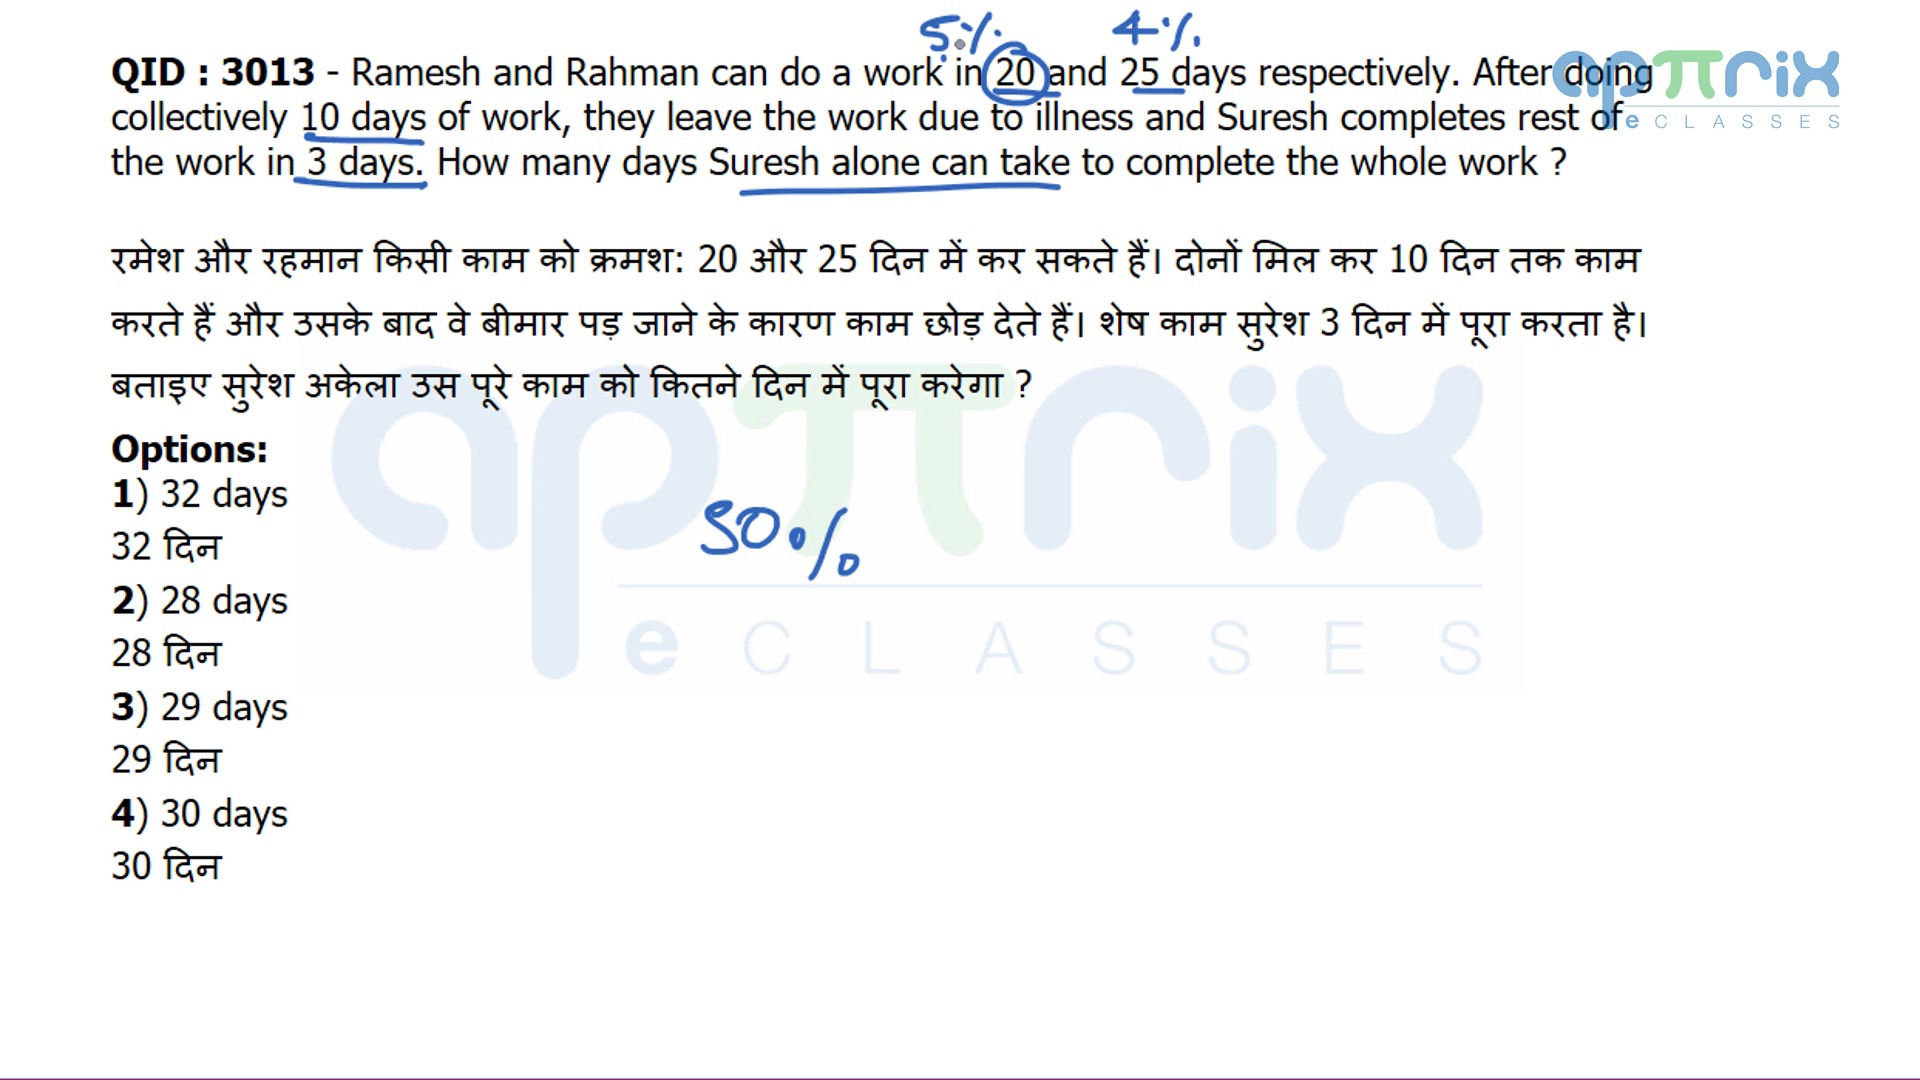 5% 4%
QID : 3013 - Ramesh and Rahman can do a work in 20 and 25 days respectively. After doing
collectively 10 days of work, they leave the work due to illness and Suresh completes rest of
the work in 3 days. How many days Suresh alone can take to complete the whole work ?
apπrix
e CLASSES
रमेश और रहमान किसी काम को क्रमश: 20 और 25 दिन में कर सकते हैं। दोनों मिल कर 10 दिन तक काम
करते हैं और उसके बाद वे बीमार पड़ जाने के कारण काम छोड़ देते हैं। शेष काम सुरेश 3 दिन में पूरा करता है।
बताइए सुरेश अकेला उस पूरे काम को कितने दिन में पूरा करेगा ?
Options:
1) 32 days
32 दिन
2) 28 days
28 दिन
3) 29 days
29 दिन
4) 30 days
30 दिन
50%
apπrix
e CLASSES